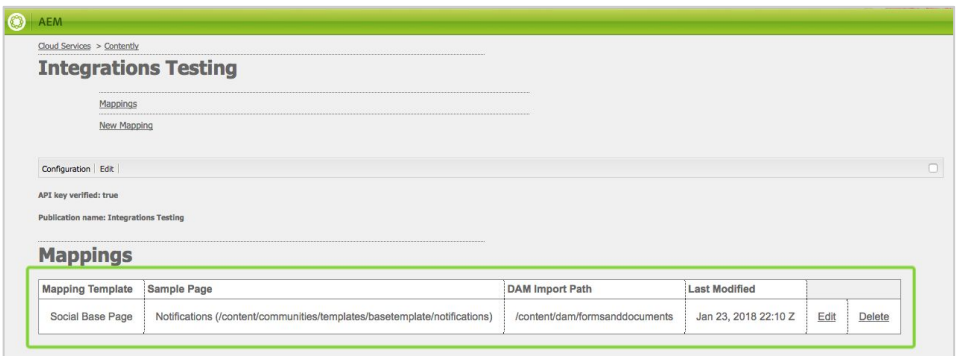 AEM
Cloud Services > Contently
Integrations Testing
Mappings
New Mapping
Configuration Edit
API key verified: true
Publication name: Integrations Testing
Mappings
Mapping Template Sample Page DAM Import Path Last Modified
Social Base Page Notifications (/content/communities/templates/basetemplate/notifications) /content/dam/formsanddocuments Jan 23, 2018 22:10 Z Edit Delete